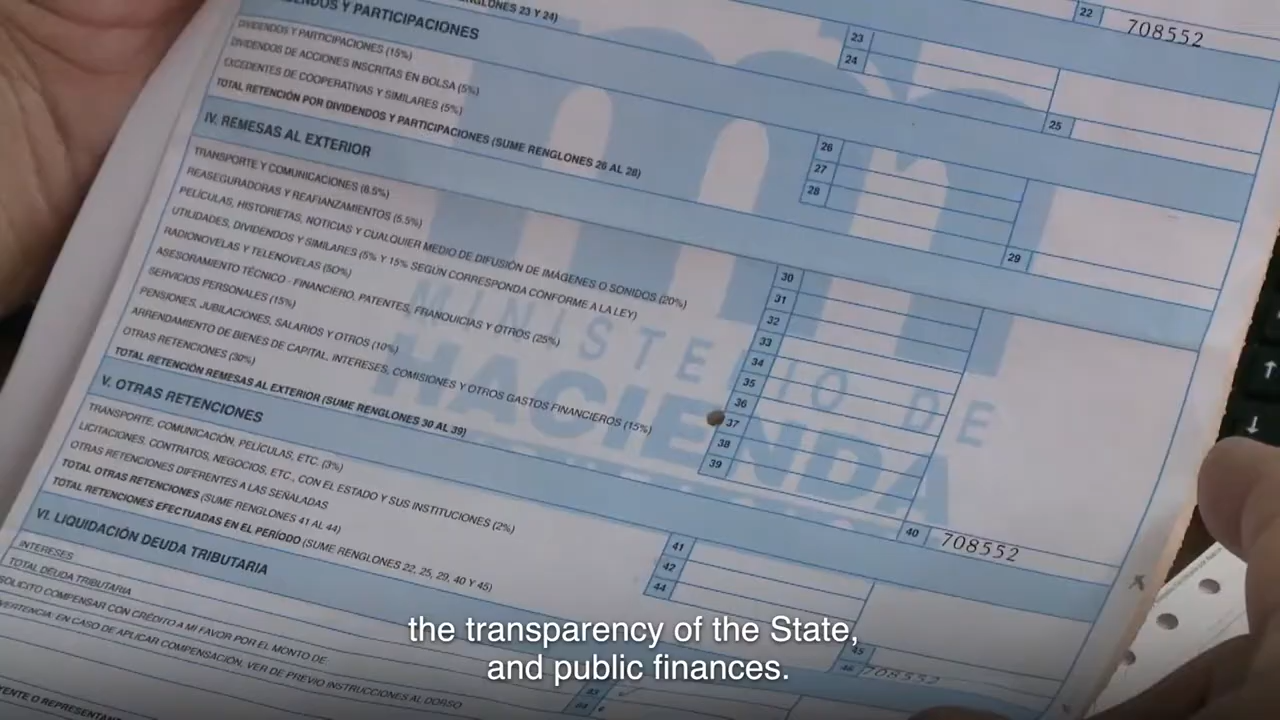 NGLONES 23 Y 24)
22 708552
DENDOS Y PARTICIPACIONES
DIVIDENDOS Y PARTICIPACIONES (15%) 23
DIVIDENDOS DE ACCIONES INSCRITAS EN BOLSA (5%) 24
EXCEDENTES DE COOPERATIVAS Y SIMILARES (5%)
25
TOTAL RETENCIÓN POR DIVIDENDOS Y PARTICIPACIONES (SUME RENGLONES 26 AL 28)
26
27
28
29
IV. REMESAS AL EXTERIOR
TRANSPORTE Y COMUNICACIONES (8.5%)
REASEGURADORAS Y REAFIANZAMIENTOS (5.5%)
PELÍCULAS, HISTORIETAS, NOTICIAS Y CUALQUIER MEDIO DE DIFUSIÓN DE IMÁGENES O SONIDOS (20%) 30
UTILIDADES, DIVIDENDOS Y SIMILARES (5% Y 15% SEGÚN CORRESPONDA CONFORME A LA LEY) 31
RADIONOVELAS Y TELENOVELAS (50%) 32
ASESORAMIENTO TÉCNICO - FINANCIERO, PATENTES, FRANQUICIAS Y OTROS (25%) 33
SERVICIOS PERSONALES (15%) 34
PENSIONES, JUBILACIONES, SALARIOS Y OTROS (10%) 35
ARRENDAMIENTO DE BIENES DE CAPITAL, INTERESES, COMISIONES Y OTROS GASTOS FINANCIEROS (15%) 36
OTRAS RETENCIONES (30%) 37
TOTAL RETENCIÓN REMESAS AL EXTERIOR (SUME RENGLONES 30 AL 39) 38
39
40 708552
MINISTERIO DE
HACIENDA
V. OTRAS RETENCIONES
TRANSPORTE, COMUNICACIÓN, PELÍCULAS, ETC. (3%)
LICITACIONES, CONTRATOS, NEGOCIOS, ETC., CON EL ESTADO Y SUS INSTITUCIONES (2%) 41
OTRAS RETENCIONES DIFERENTES A LAS SEÑALADAS 42
TOTAL OTRAS RETENCIONES (SUME RENGLONES 41 AL 44) 44
TOTAL RETENCIONES EFECTUADAS EN EL PERÍODO (SUME RENGLONES 22, 25, 29, 40 Y 45)
45
46 708552
VI. LIQUIDACIÓN DEUDA TRIBUTARIA
INTERESES
TOTAL DEUDA TRIBUTARIA
SOLICITO COMPENSAR CON CRÉDITO A MI FAVOR POR EL MONTO DE
VERTENCIA: EN CASO DE APLICAR COMPENSACIÓN, VER DE PREVIO INSTRUCCIONES AL DORSO
YENTE O REPRESENTAN
the transparency of the State,
and public finances.